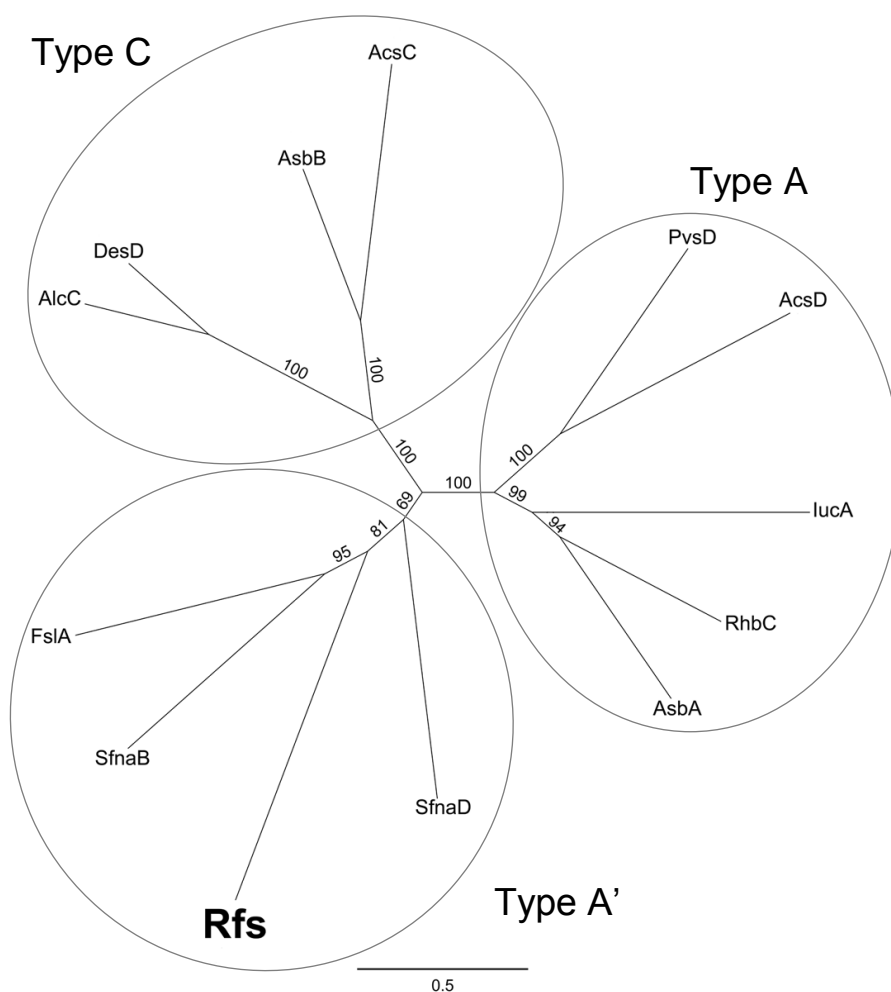 Type C
AcsC
AsbB
Type A
PvsD
DesD
AlcC
AcsD
100
100
100
100
100
99
IucA
69
94
81
95
RhbC
FslA
AsbA
SfnaB
SfnaD
Type A’
Rfs
0.5